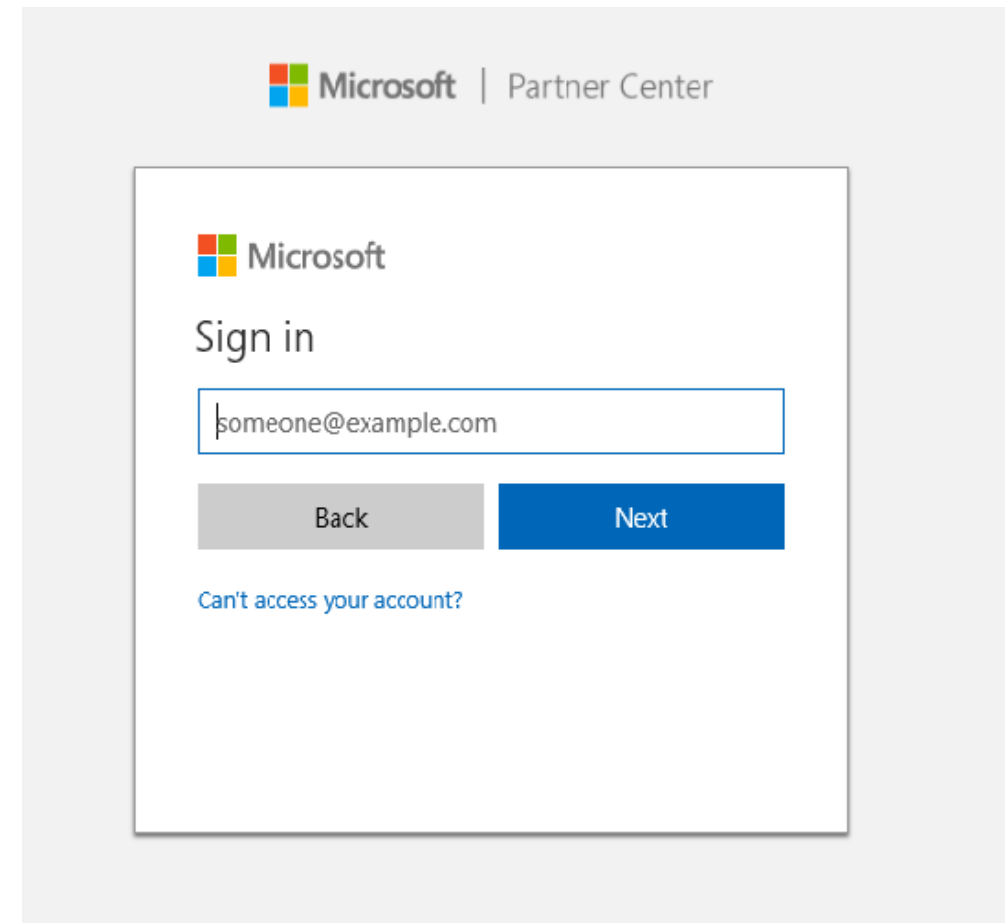 Microsoft | Partner Center
Microsoft
Sign in
someone@example.com
Back Next
Can't access your account?